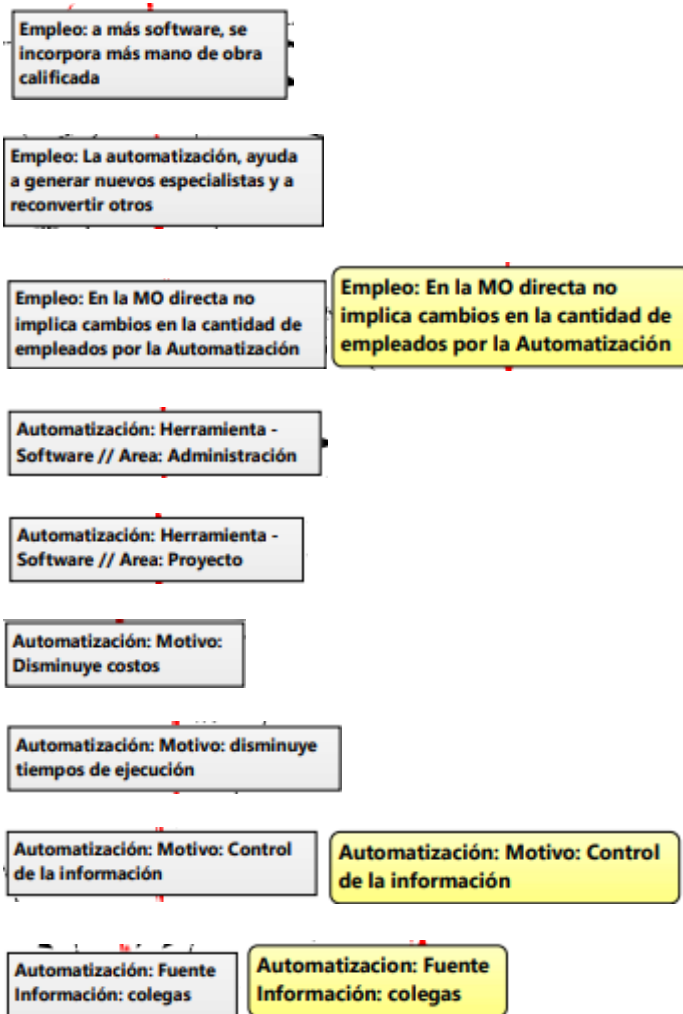 Empleo: a más software, se
incorpora más mano de obra
calificada
Empleo: La automatización, ayuda
a generar nuevos especialistas y a
reconvertir otros
Empleo: En la MO directa no
implica cambios en la cantidad de
empleados por la Automatización
Empleo: En la MO directa no
implica cambios en la cantidad de
empleados por la Automatización
Automatización: Herramienta -
Software // Area: Administración
Automatización: Herramienta -
Software // Area: Proyecto
Automatización: Motivo:
Disminuye costos
Automatización: Motivo: disminuye
tiempos de ejecución
Automatización: Motivo: Control
de la información
Automatización: Motivo: Control
de la información
Automatización: Fuente
Información: colegas
Automatizacion: Fuente
Información: colegas